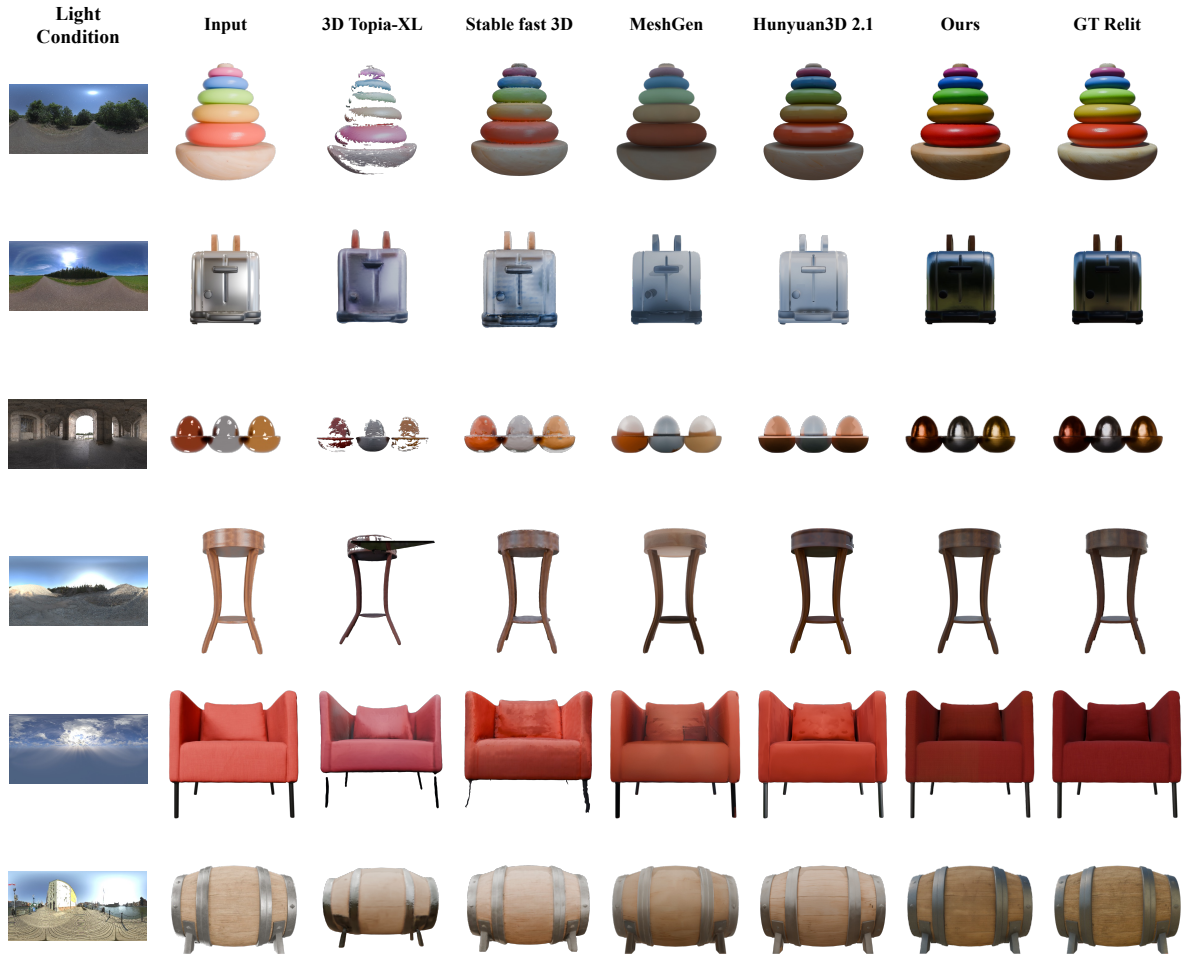 Light
Condition
Input
3D Topia-XL
Stable fast 3D
MeshGen
Hunyuan3D 2.1
Ours
GT Relit